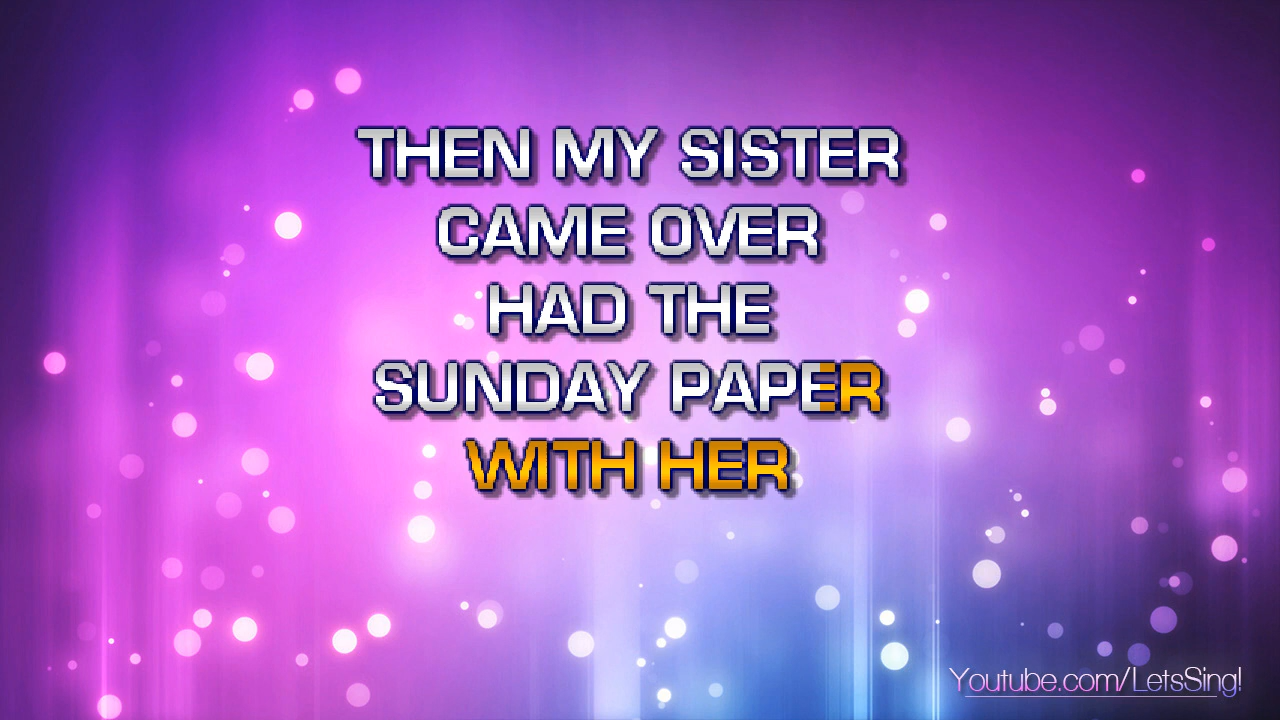 THEN MY SISTER
CAME OVER
HAD THE
SUNDAY PAPER
WITH HER
Youtube.com/LetsSing!